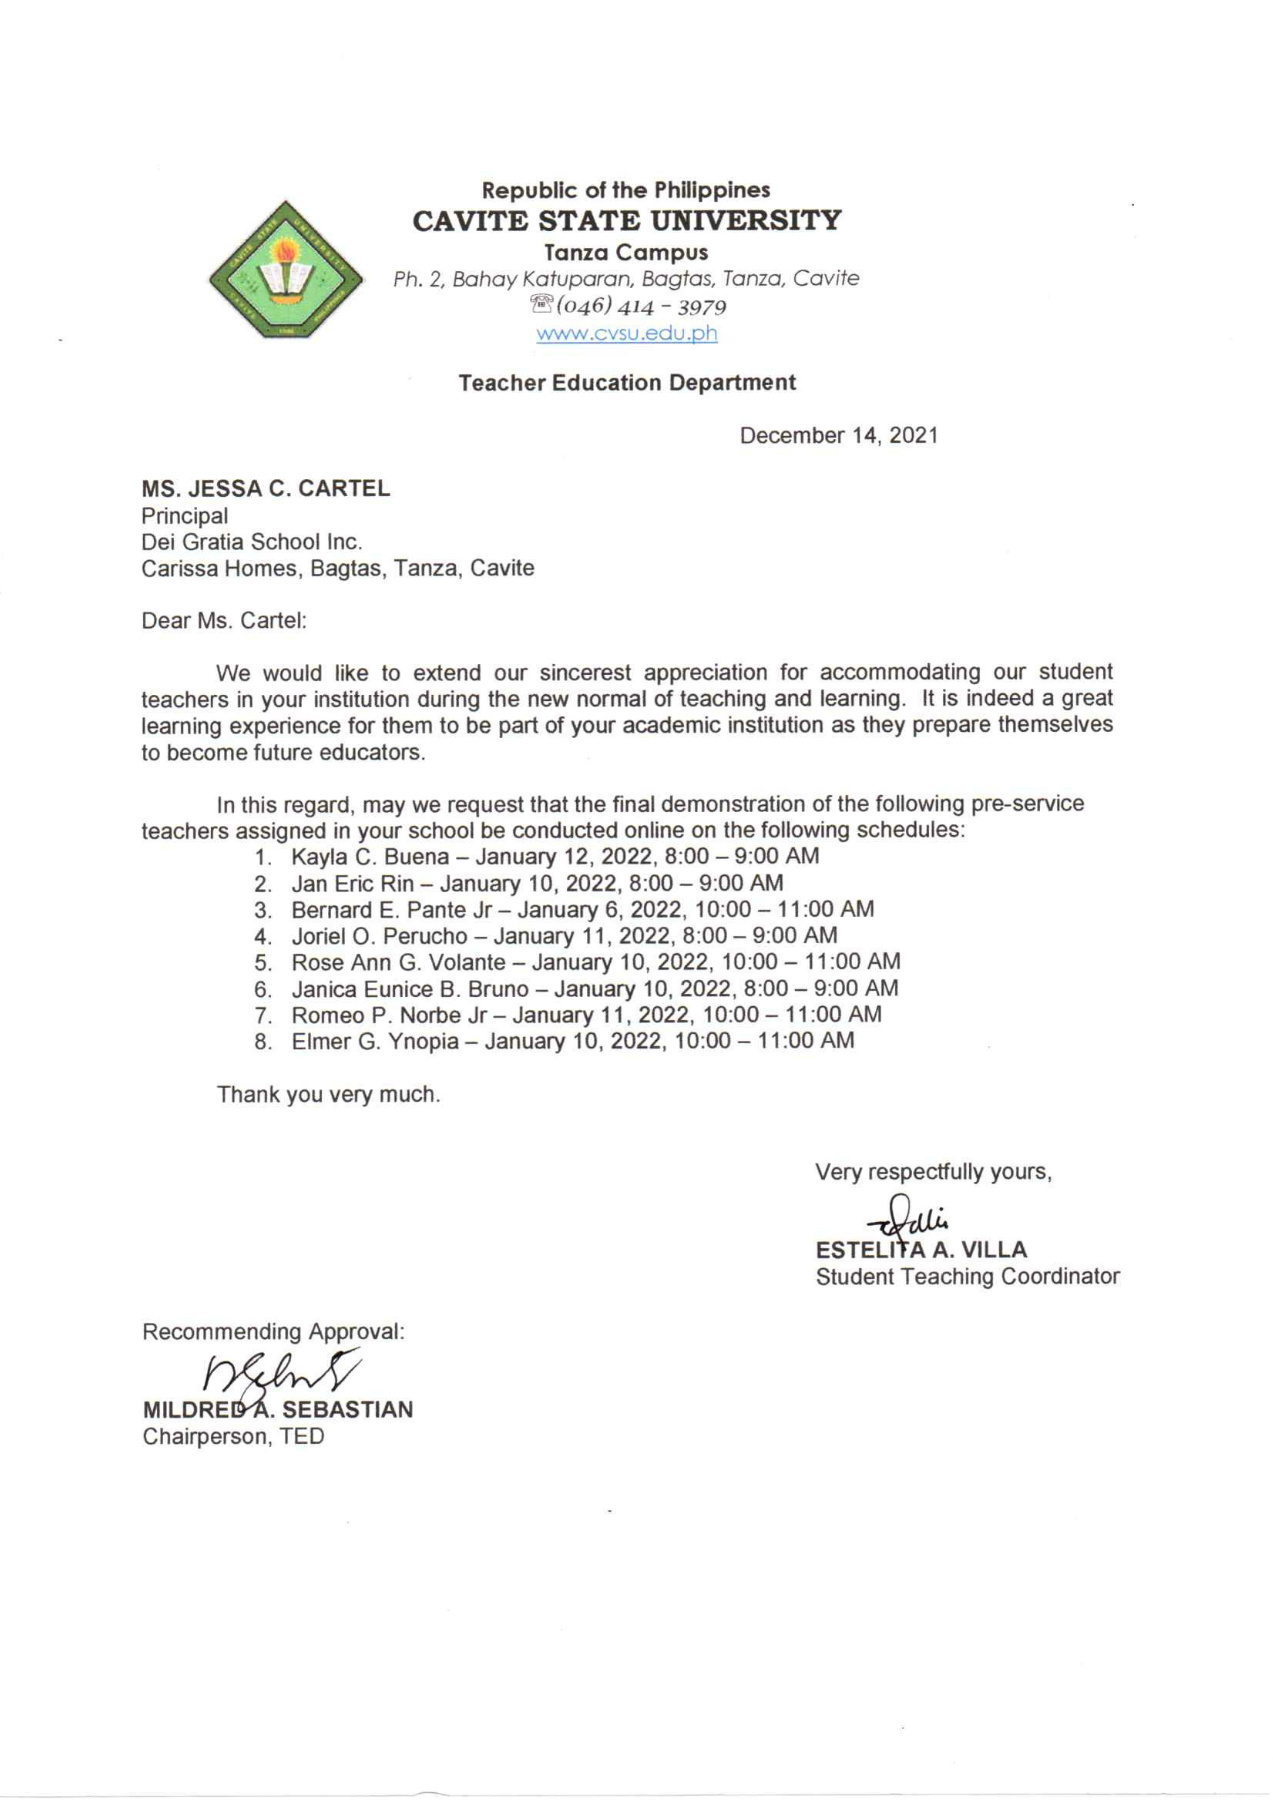 Republic of the Philippines
CAVITE STATE UNIVERSITY
Tanza Campus
Ph. 2, Bahay Katuparan, Bagtas, Tanza, Cavite
☏(046) 414 – 3979
www.cvsu.edu.ph
CAVITE STATE UNIVERSITY
CAVITE PHILIPPINES
Teacher Education Department
December 14, 2021
MS. JESSA C. CARTEL
Principal
Dei Gratia School Inc.
Carissa Homes, Bagtas, Tanza, Cavite
Dear Ms. Cartel:
We would like to extend our sincerest appreciation for accommodating our student
teachers in your institution during the new normal of teaching and learning. It is indeed a great
learning experience for them to be part of your academic institution as they prepare themselves
to become future educators.
In this regard, may we request that the final demonstration of the following pre-service
teachers assigned in your school be conducted online on the following schedules:
1. Kayla C. Buena – January 12, 2022, 8:00 – 9:00 AM
2. Jan Eric Rin – January 10, 2022, 8:00 – 9:00 AM
3. Bernard E. Pante Jr – January 6, 2022, 10:00 – 11:00 AM
4. Joriel O. Perucho – January 11, 2022, 8:00 – 9:00 AM
5. Rose Ann G. Volante – January 10, 2022, 10:00 – 11:00 AM
6. Janica Eunice B. Bruno – January 10, 2022, 8:00 – 9:00 AM
7. Romeo P. Norbe Jr – January 11, 2022, 10:00 – 11:00 AM
8. Elmer G. Ynopia – January 10, 2022, 10:00 – 11:00 AM
Thank you very much.
Very respectfully yours,
ESTELITA A. VILLA
Student Teaching Coordinator
Recommending Approval:
MILDRED A. SEBASTIAN
Chairperson, TED